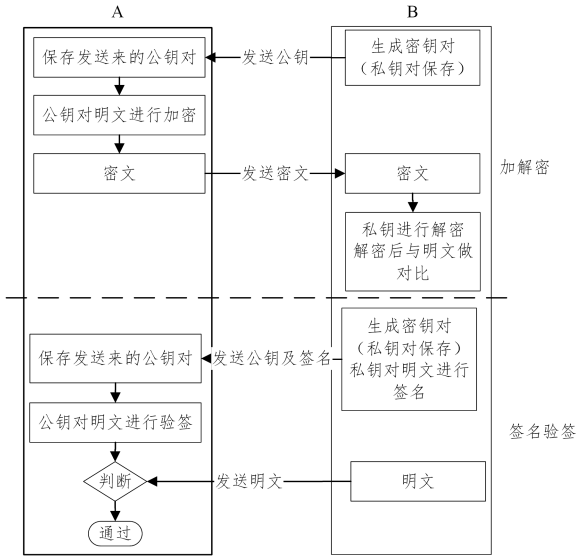 A
B
保存发送来的公钥对
发送公钥
生成密钥对
（私钥对保存）
公钥对明文进行加密
密文
发送密文
密文
加解密
私钥进行解密
解密后与明文做
对比
保存发送来的公钥对
发送公钥及签名
生成密钥对
（私钥对保存）
私钥对明文进行
签名
公钥对明文进行验签
签名验签
判断
发送明文
明文
通过